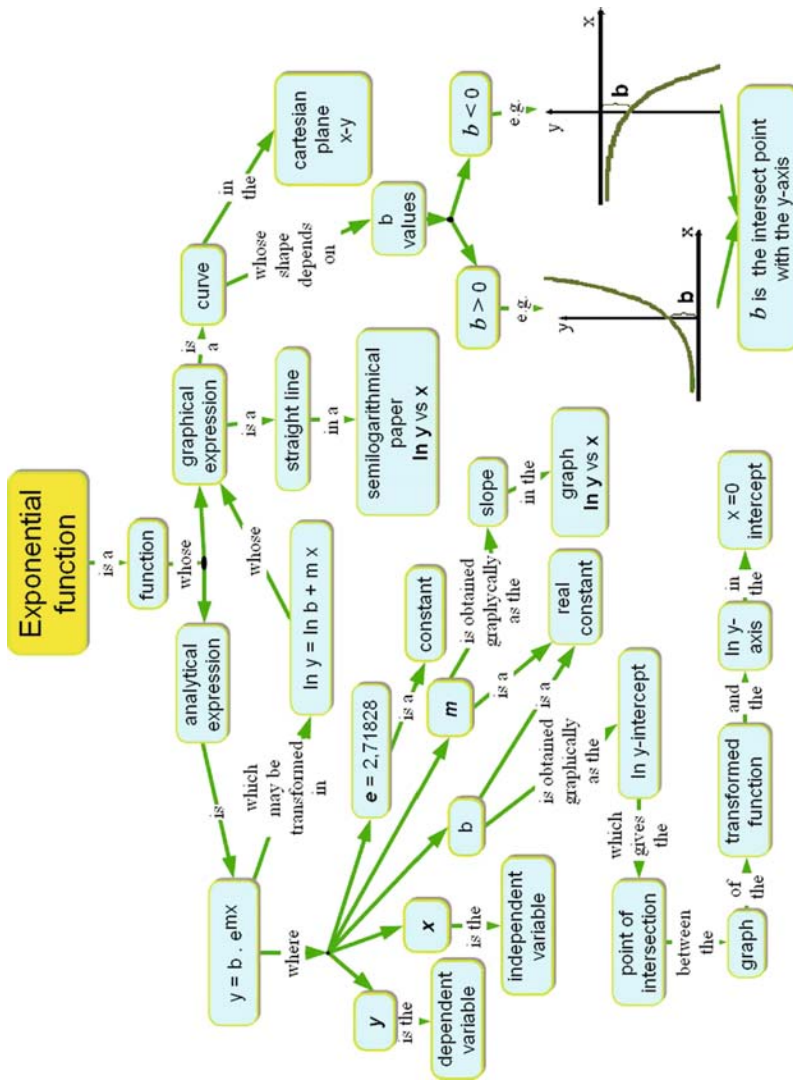 Exponential
function
is a
function
whose
analytical
expression
graphical
expression
is
y = b . emx
which
may be
transformed
in
ln y = ln b + m x
whose
is
a
curve
in
the
cartesian
plane
x-y
whose
shape
depends
on
b
values
b > 0
b < 0
e.g.
e.g.
y
b
x
y
b
x
b is the intersect point
with the y-axis
is a
straight line
in a
semilogarithmical
paper
ln y vs x
where
y
is the
dependent
variable
x
is the
independent
variable
b
is a
real
constant
is obtained
graphically
as the
ln y-intercept
which
gives
the
point of
intersection
between
the
graph
of
the
transformed
function
and
the
ln y-
axis
in
the
x =0
intercept
m
is a
is obtained
graphycally
as the
slope
in the
graph
ln y vs x
e = 2,71828
is a
constant